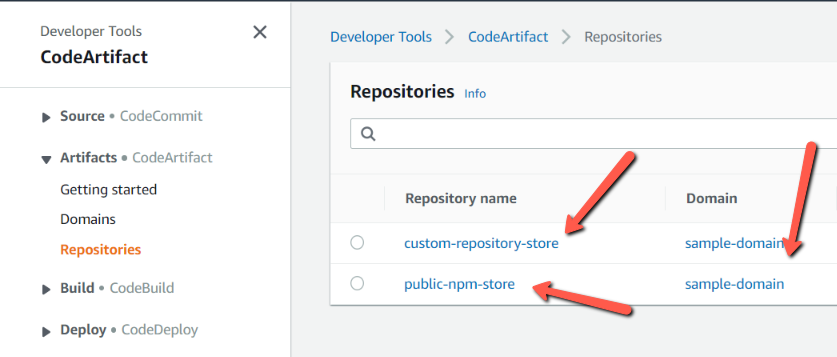 Developer Tools
CodeArtifact
Source • CodeCommit
Artifacts • CodeArtifact
Getting started
Domains
Repositories
Build • CodeBuild
Deploy • CodeDeploy
Developer Tools > CodeArtifact > Repositories
Repositories Info
Repository name Domain
custom-repository-store sample-domain
public-npm-store sample-domain